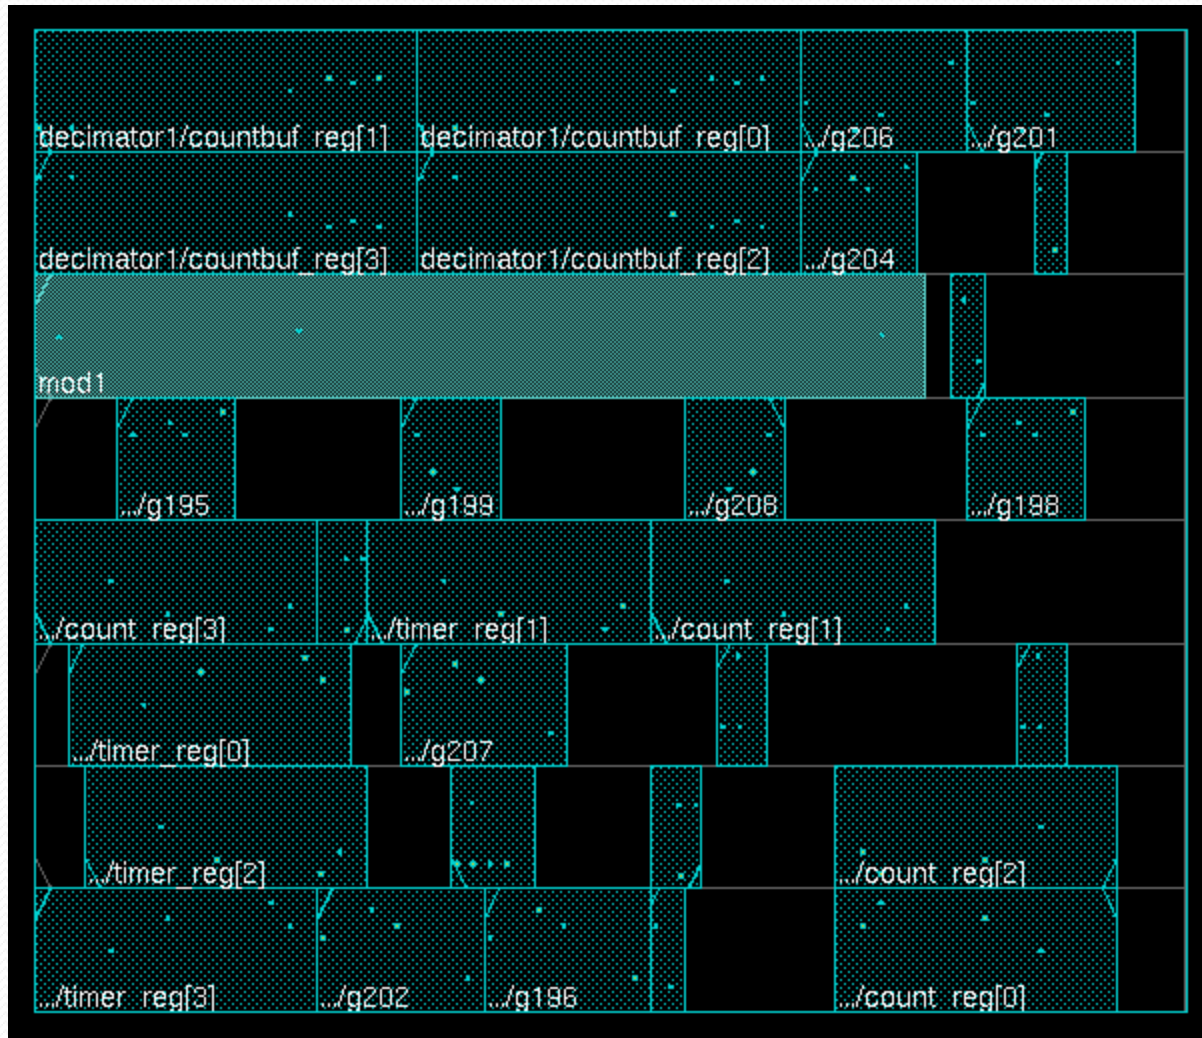 decimator1/countbuf_reg[1] decimator1/countbuf_reg[0] .../g206 .../g201
decimator1/countbuf_reg[3] decimator1/countbuf_reg[2] .../g204
mod1
.../g195 .../g199 .../g208 .../g198
.../count_reg[3] .../timer_reg[1] .../count_reg[1]
.../timer_reg[0] .../g207
.../timer_reg[2] .../count_reg[2]
.../timer_reg[3] .../g202 .../g196 .../count_reg[0]